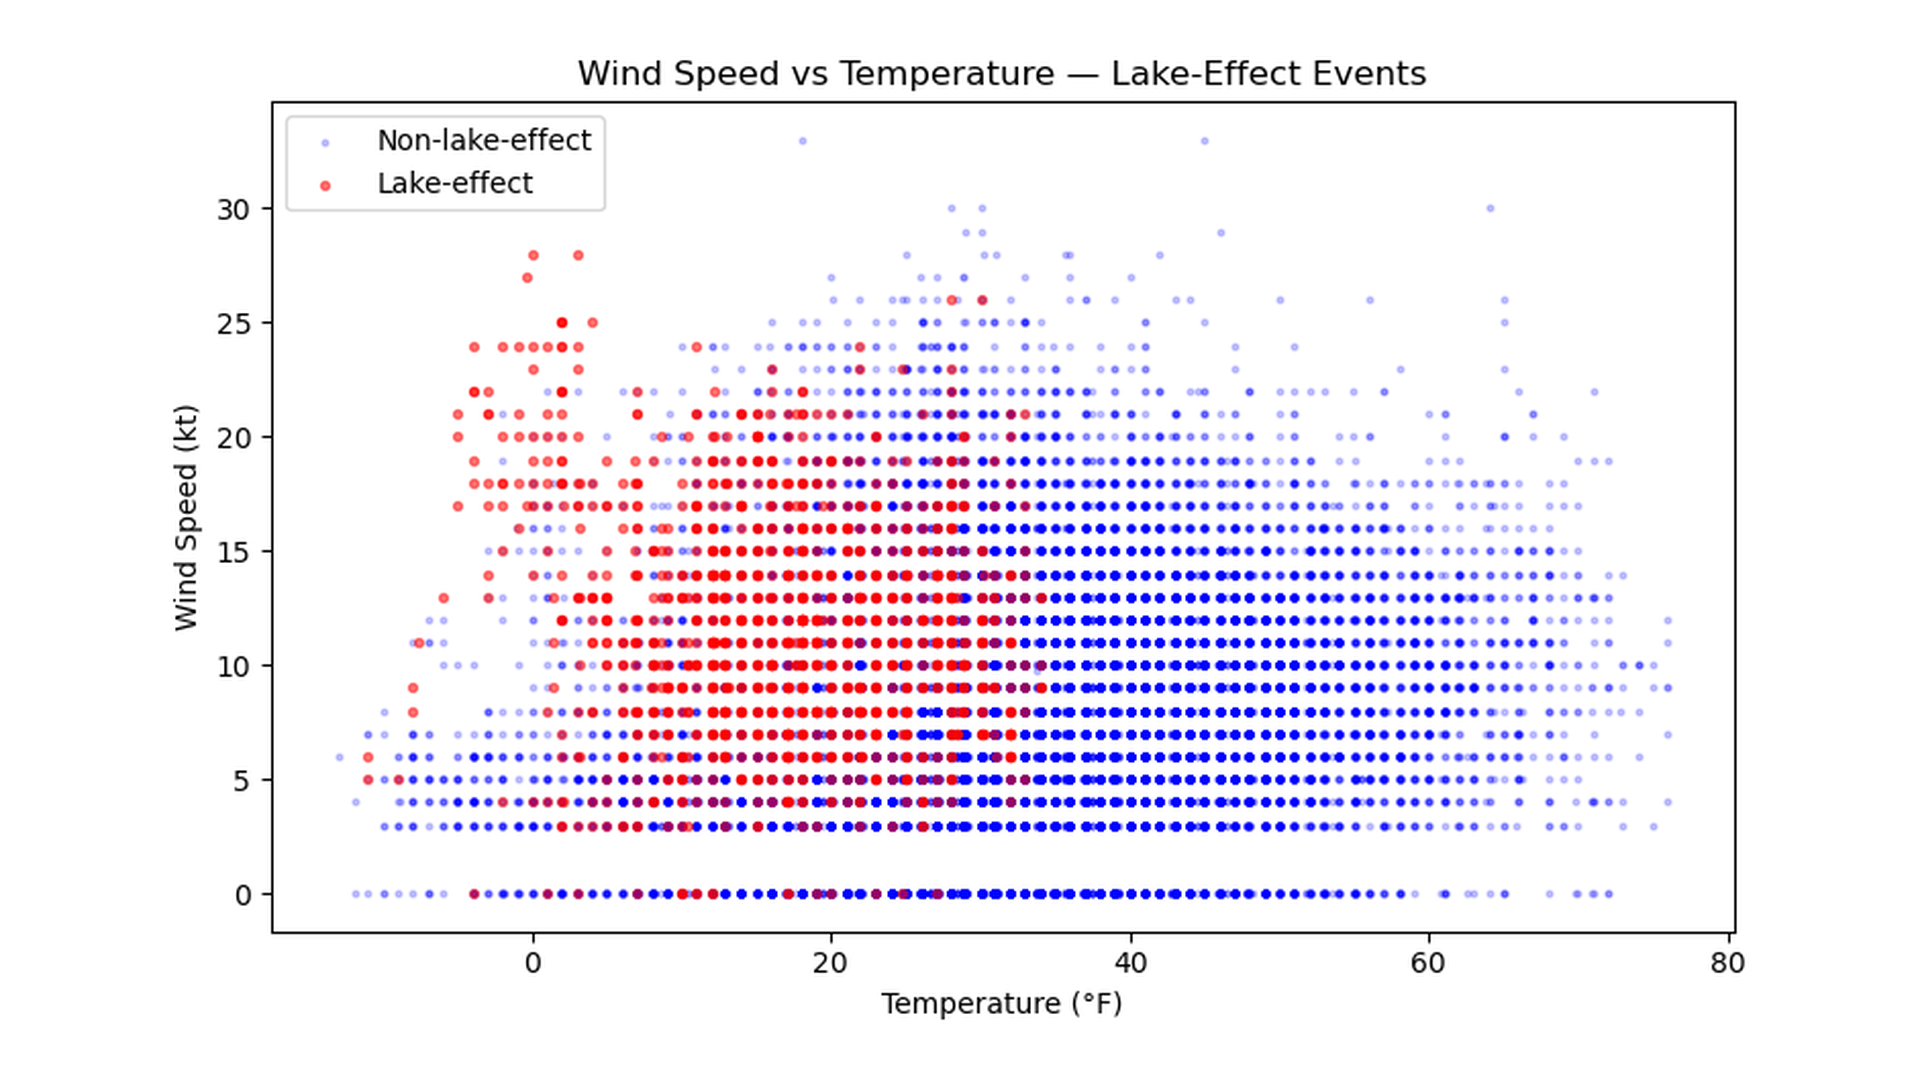 Wind Speed vs Temperature — Lake-Effect Events
Non-lake-effect
Lake-effect
30
25
20
15
10
5
0
Wind Speed (kt)
0 20 40 60 80
Temperature (°F)